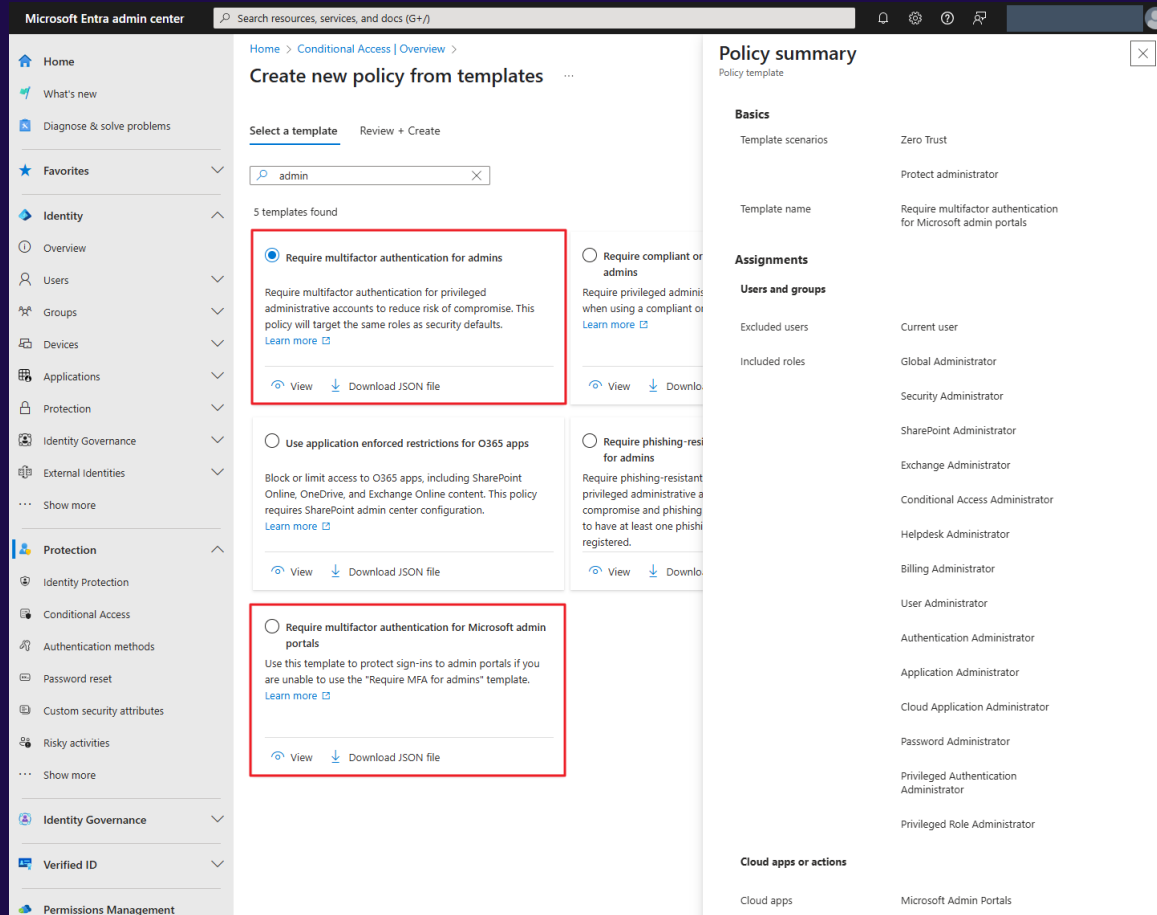 Microsoft Entra admin center
Search resources, services, and docs (G+/)
Home
What's new
Diagnose & solve problems
Favorites
Identity
Overview
Users
Groups
Devices
Applications
Protection
Identity Governance
External Identities
Show more
Protection
Identity Protection
Conditional Access
Authentication methods
Password reset
Custom security attributes
Risky activities
Show more
Identity Governance
Verified ID
Permissions Management
Home > Conditional Access | Overview >
Create new policy from templates ...
Select a template
Review + Create
admin
5 templates found
Require multifactor authentication for admins
Require multifactor authentication for privileged
administrative accounts to reduce risk of compromise. This
policy will target the same roles as security defaults.
Learn more
View
Download JSON file
Require compliant or
admins
Require privileged adminis
when using a compliant o
Learn more
View
Downlo
Use application enforced restrictions for O365 apps
Block or limit access to O365 apps, including SharePoint
Online, OneDrive, and Exchange Online content. This policy
requires SharePoint admin center configuration.
Learn more
View
Download JSON file
Require phishing-resi
for admins
Require phishing-resistant
privileged administrative a
compromise and phishing
to have at least one phishi
registered.
View
Downlo
Require multifactor authentication for Microsoft admin
portals
Use this template to protect sign-ins to admin portals if you
are unable to use the "Require MFA for admins" template.
Learn more
View
Download JSON file
Policy summary
Policy template
Basics
Template scenarios
Zero Trust
Protect administrator
Template name
Require multifactor authentication
for Microsoft admin portals
Assignments
Users and groups
Excluded users
Current user
Included roles
Global Administrator
Security Administrator
SharePoint Administrator
Exchange Administrator
Conditional Access Administrator
Helpdesk Administrator
Billing Administrator
User Administrator
Authentication Administrator
Application Administrator
Cloud Application Administrator
Password Administrator
Privileged Authentication
Administrator
Privileged Role Administrator
Cloud apps or actions
Cloud apps
Microsoft Admin Portals